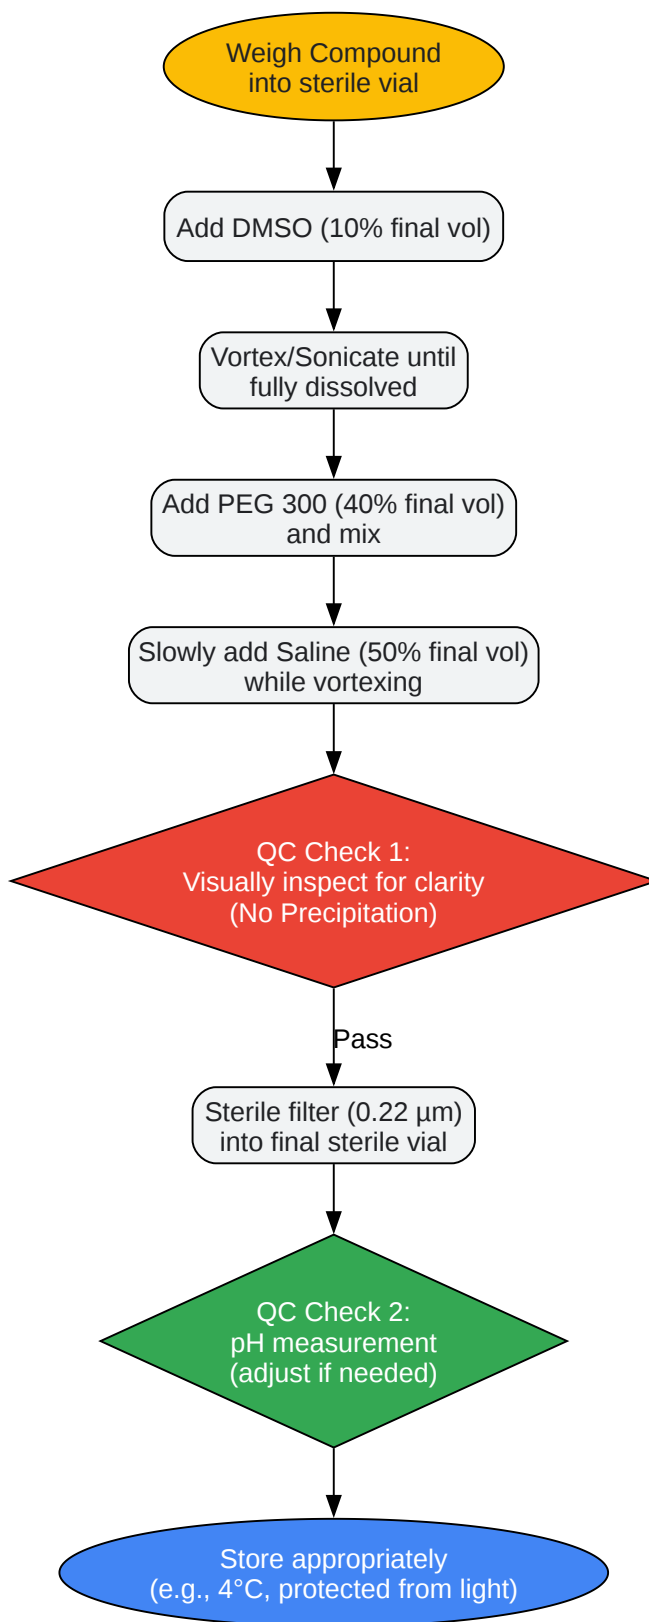 Weigh Compound
into sterile vial
Add DMSO (10% final vol)
Vortex/Sonicate until
fully dissolved
Add PEG 300 (40% final vol)
and mix
Slowly add Saline (50% final vol)
while vortexing
QC Check 1:
Visually inspect for clarity
(No Precipitation)
Pass
Sterile filter (0.22 µm)
into final sterile vial
QC Check 2:
pH measurement
(adjust if needed)
Store appropriately
(e.g., 4°C, protected from light)